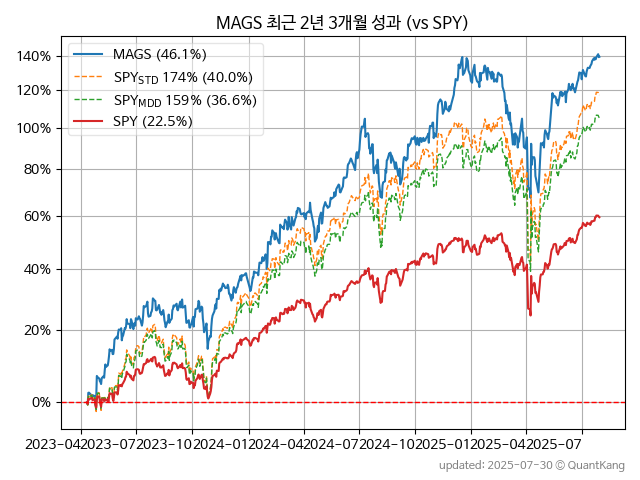 MAGS 최근 2년 3개월 성과 (vs SPY)
140%
120%
100%
80%
60%
40%
20%
0%
MAGS (46.1%)
SPY_STD 174% (40.0%)
SPY_MDD 159% (36.6%)
SPY (22.5%)
2023-04 2023-07 2023-10 2024-01 2024-04 2024-07 2024-10 2025-01 2025-04 2025-07
updated: 2025-07-30 © QuantKang